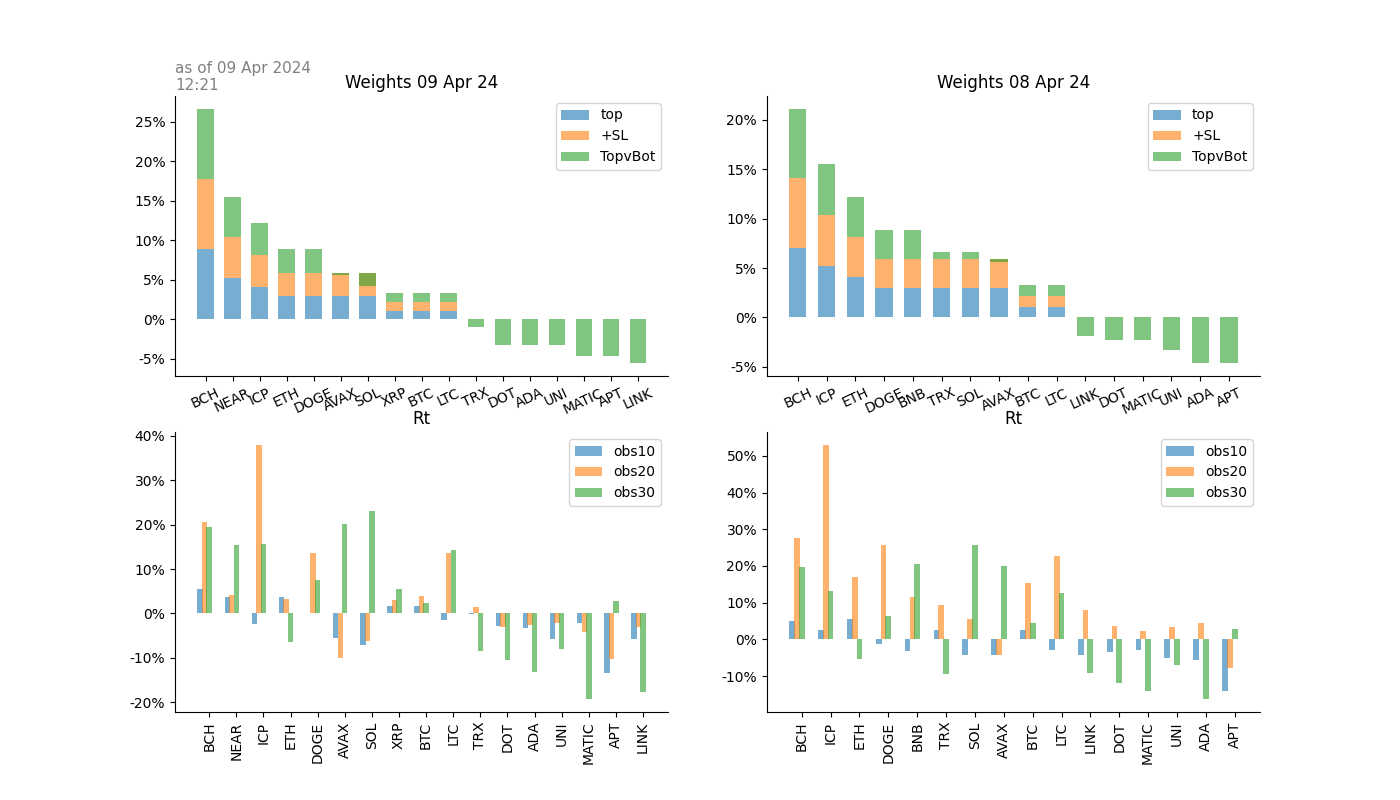 as of 09 Apr 2024
12:21
Weights 09 Apr 24
25%
20%
15%
10%
5%
0%
-5%
top
+SL
TopvBot
BCH NEAR ICP ETH DOGE AVAX SOL XRP BTC LTC TRX DOT ADA UNI MATIC APT LINK
Weights 08 Apr 24
20%
15%
10%
5%
0%
-5%
top
+SL
TopvBot
BCH ICP ETH DOGE BNB TRX SOL AVAX BTC LTC LINK DOT MATIC UNI ADA APT
Rt
40%
30%
20%
10%
0%
-10%
-20%
obs10
obs20
obs30
BCH NEAR ICP ETH DOGE AVAX SOL XRP BTC LTC TRX DOT ADA UNI MATIC APT LINK
Rt
50%
40%
30%
20%
10%
0%
-10%
obs10
obs20
obs30
BCH ICP ETH DOGE BNB TRX SOL AVAX BTC LTC LINK DOT MATIC UNI ADA APT